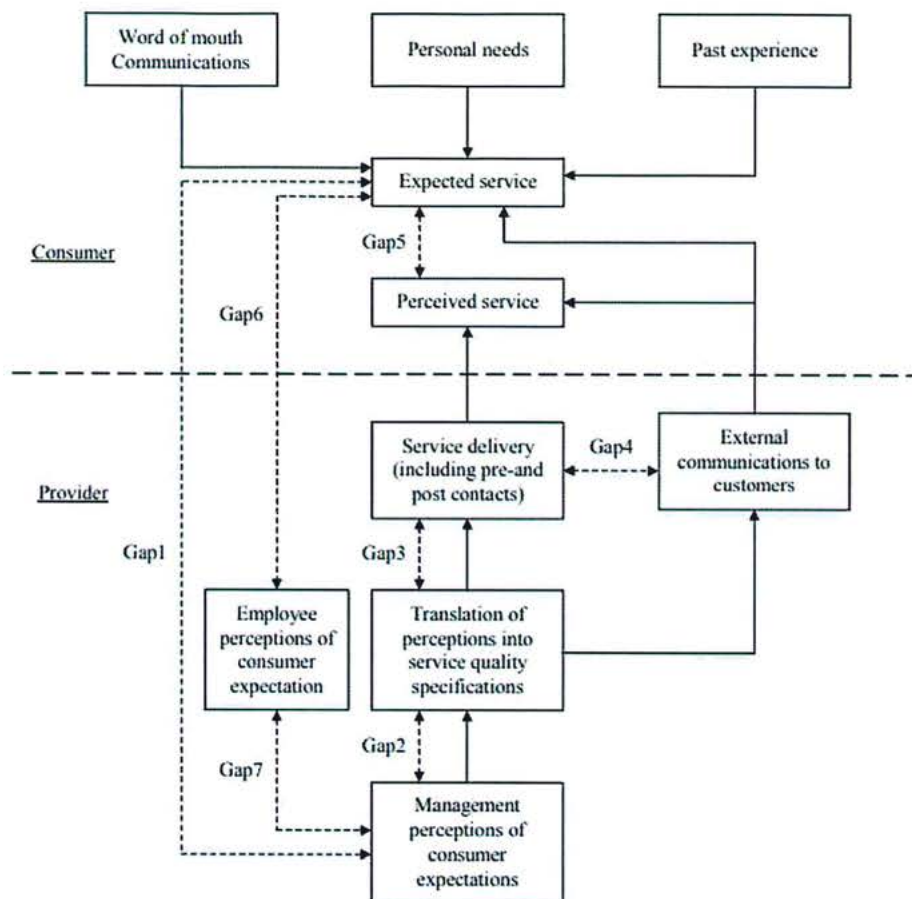 Word of mouth
Communications
Personal needs
Past experience
Expected service
Gap5
Consumer
Perceived service
Gap6
Service delivery
(including pre-and
post contacts)
Gap4
External
communications to
customers
Provider
Gap3
Gap1
Employee
perceptions of
consumer
expectation
Translation of
perceptions into
service quality
specifications
Gap2
Gap7
Management
perceptions of
consumer
expectations